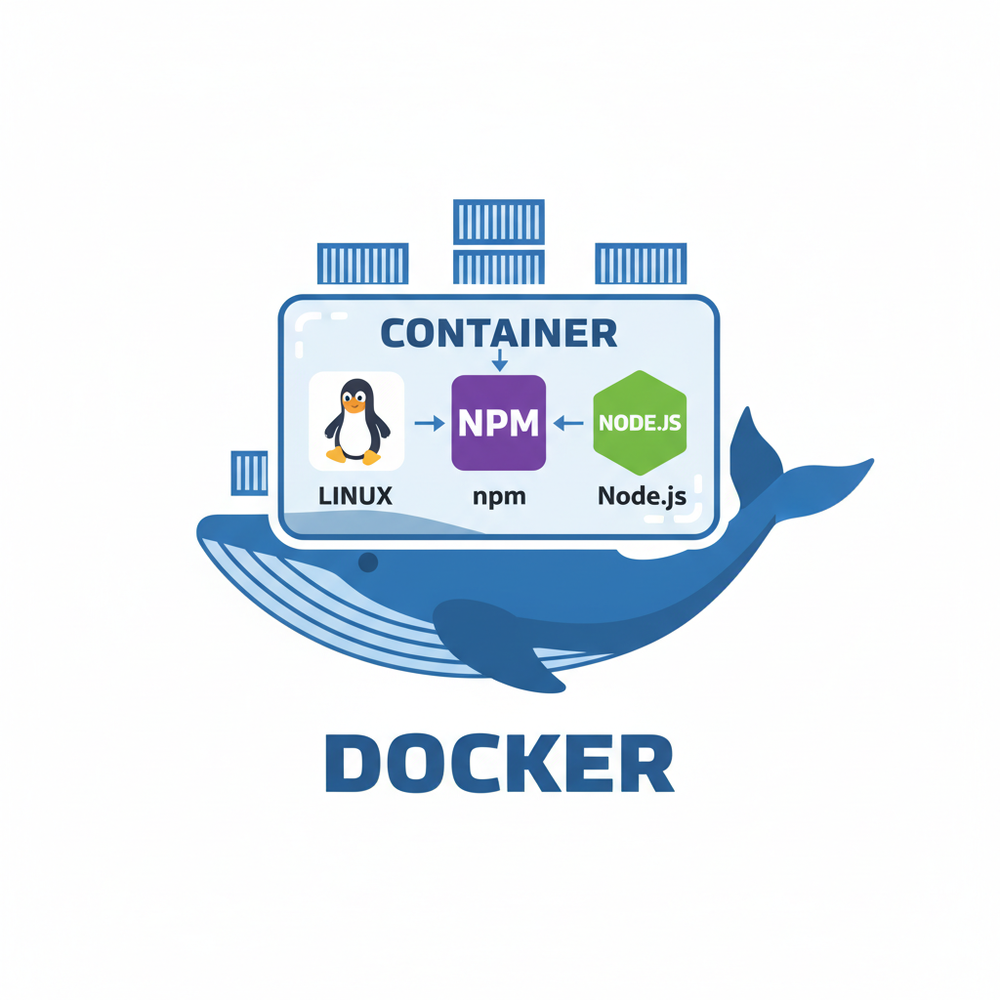 CONTAINER
NPM
NODE.JS
LINUX
npm
Node.js
DOCKER